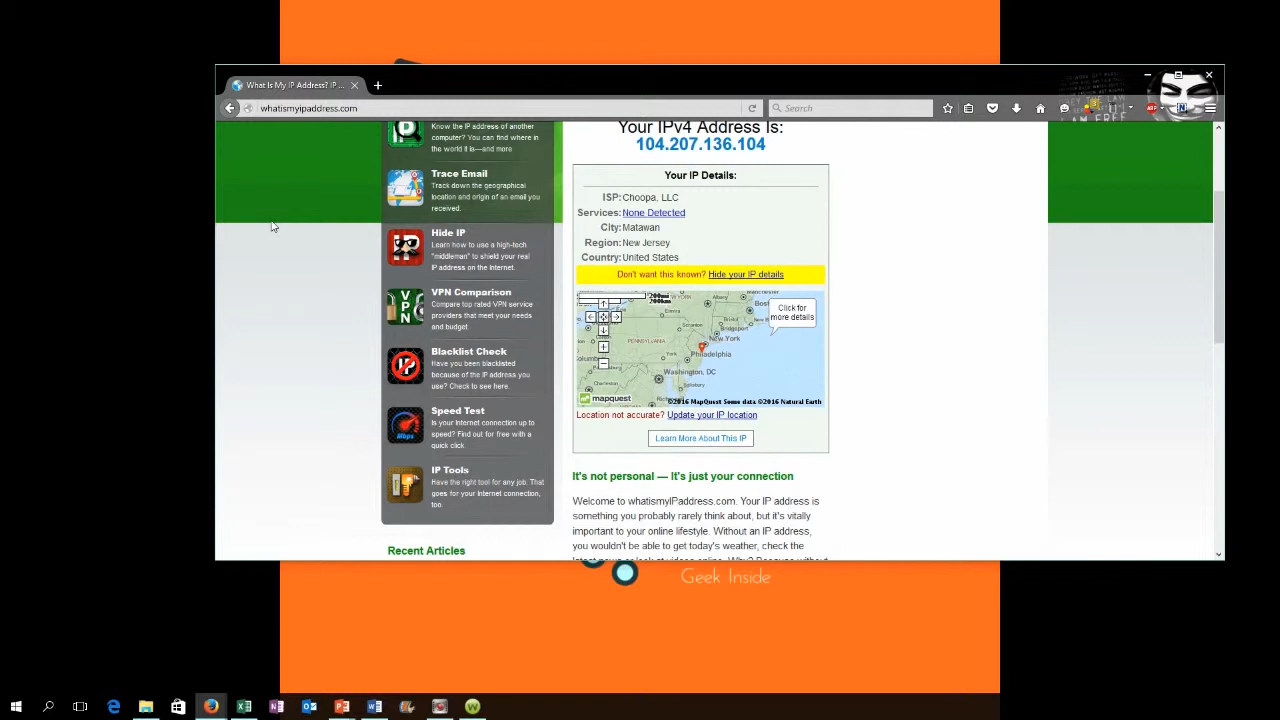 What Is My IP Address? IP ...
whatismyipaddress.com
Search
ABP
Know the IP address of another
computer? You can find where in
the world it is—and more.
Trace Email
Track down the geographical
location and origin of an email you
received.
Hide IP
Learn how to use a high-tech
"middleman" to shield your real
IP address on the Internet.
VPN Comparison
Compare top rated VPN service
providers that meet your needs
and budget.
Blacklist Check
Have you been blacklisted
because of the IP address you
use? Check to see here.
Speed Test
Is your Internet connection up to
speed? Find out for free with a
quick click.
IP Tools
Have the right tool for any job. That
goes for your Internet connection,
too.
Recent Articles
Your IPv4 Address Is:
104.207.136.104
Your IP Details:
ISP: Choopa, LLC
Services: None Detected
City: Matawan
Region: New Jersey
Country: United States
Don't want this known? Hide your IP details
200mi
200km
Albany
Click for
more details
Scranton
Bridgeport
New York
PENNSYLVANIA
York
Philadelphia
Washington, DC
Salisbury
Charleston
mapquest
©2016 MapQuest Some data ©2016 Natural Earth
Location not accurate? Update your IP location
Learn More About This IP
It's not personal — It's just your connection
Welcome to whatismyIPaddress.com. Your IP address is
something you probably rarely think about, but it's vitally
important to your online lifestyle. Without an IP address,
you wouldn't be able to get today's weather, check the
Geek Inside